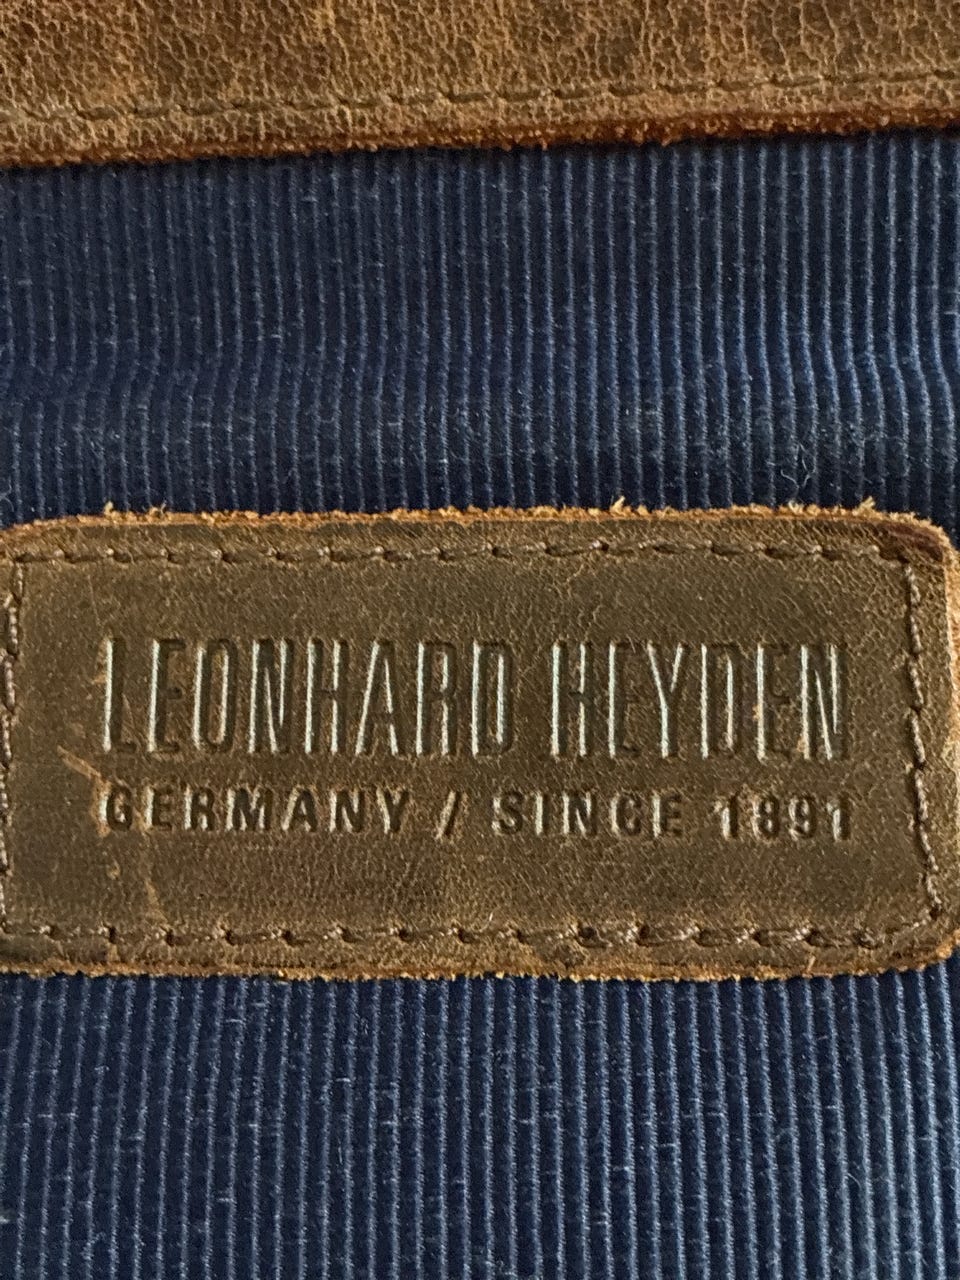 LEONHARD HEYDEN
GERMANY / SINCE 1891